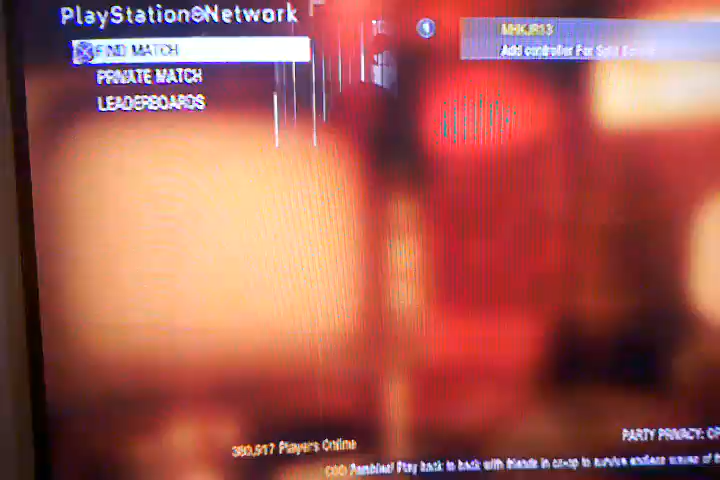 PlayStation®Network
FIND MATCH
PRIVATE MATCH
LEADERBOARDS
Add controller For Split
380,917 Players Online
PARTY PRIVACY:
Zombies! Play back to back with friends in co-op to survive endless waves of